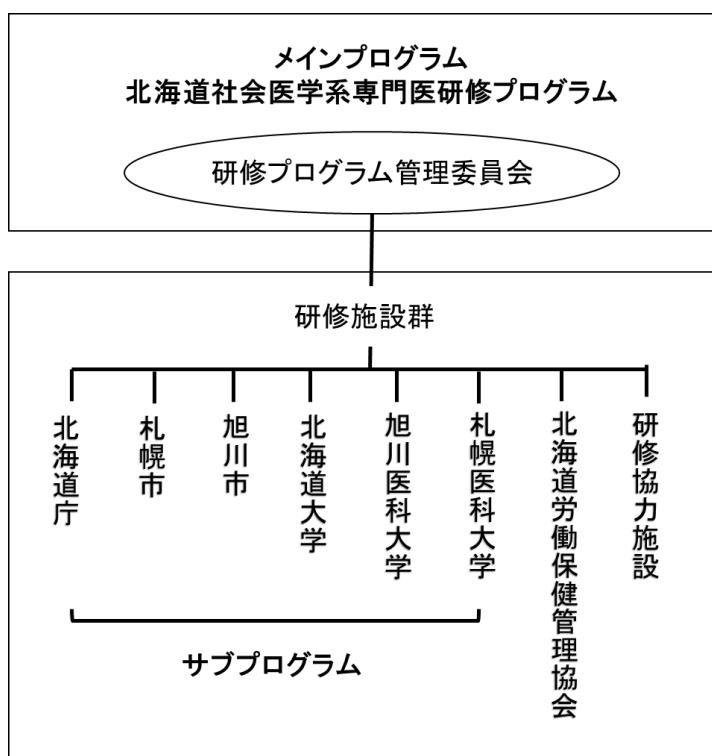 メインプログラム
北海道社会医学系専門医研修プログラム
研修プログラム管理委員会
研修施設群
北海道庁
札幌市
旭川市
北海道大学
旭川医科大学
札幌医科大学
北海道労働保健管理協会
研修協力施設
サブプログラム